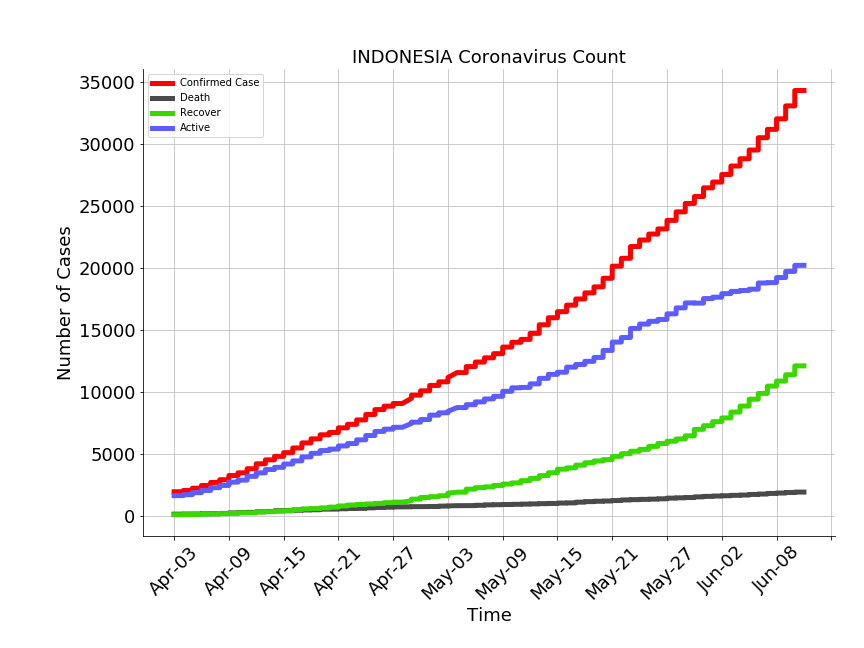 INDONESIA Coronavirus Count
Confirmed Case
Death
Recover
Active
Number of Cases
35000
30000
25000
20000
15000
10000
5000
0
Apr-03 Apr-09 Apr-15 Apr-21 Apr-27 May-03 May-09 May-15 May-21 May-27 Jun-02 Jun-08
Time